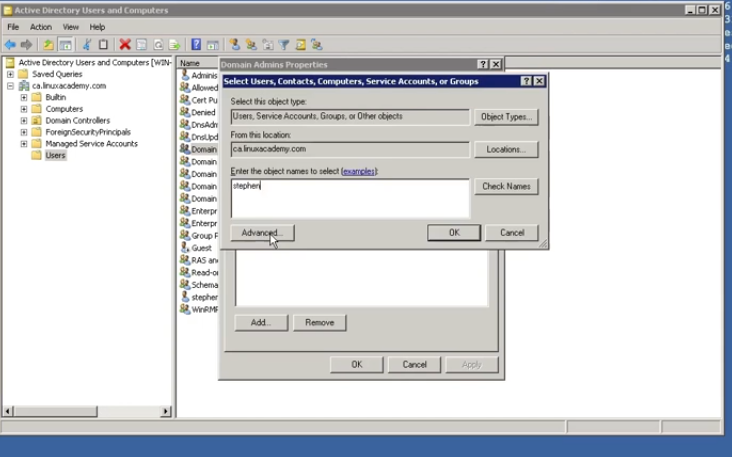 Active Directory Users and Computers
File Action View Help
Active Directory Users and Computers [WIN-
Saved Queries
ca.linuxacademy.com
Builtin
Computers
Domain Controllers
ForeignSecurityPrincipals
Managed Service Accounts
Users
Name
Adminis
Allowed
Cert Pu
Denied
DnsAdm
DnsUpd
Domain
Domain
Domain
Domain
Domain
Enterpr
Enterpr
Group P
Guest
RAS an
Read-o
Schema
stephen
WinRMF
Domain Admins Properties
Select Users, Contacts, Computers, Service Accounts, or Groups
Select this object type:
Users, Service Accounts, Groups, or Other objects
Object Types...
From this location:
ca.linuxacademy.com
Locations...
Enter the object names to select (examples):
stephen
Check Names
Advanced...
OK
Cancel
Add...
Remove
OK
Cancel
Apply